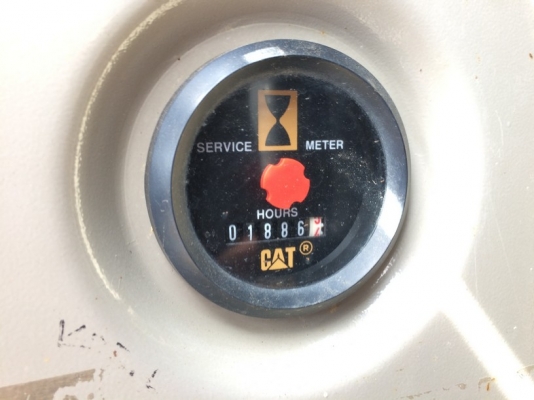 SERVICE METER
HOURS
01886
CAT ®